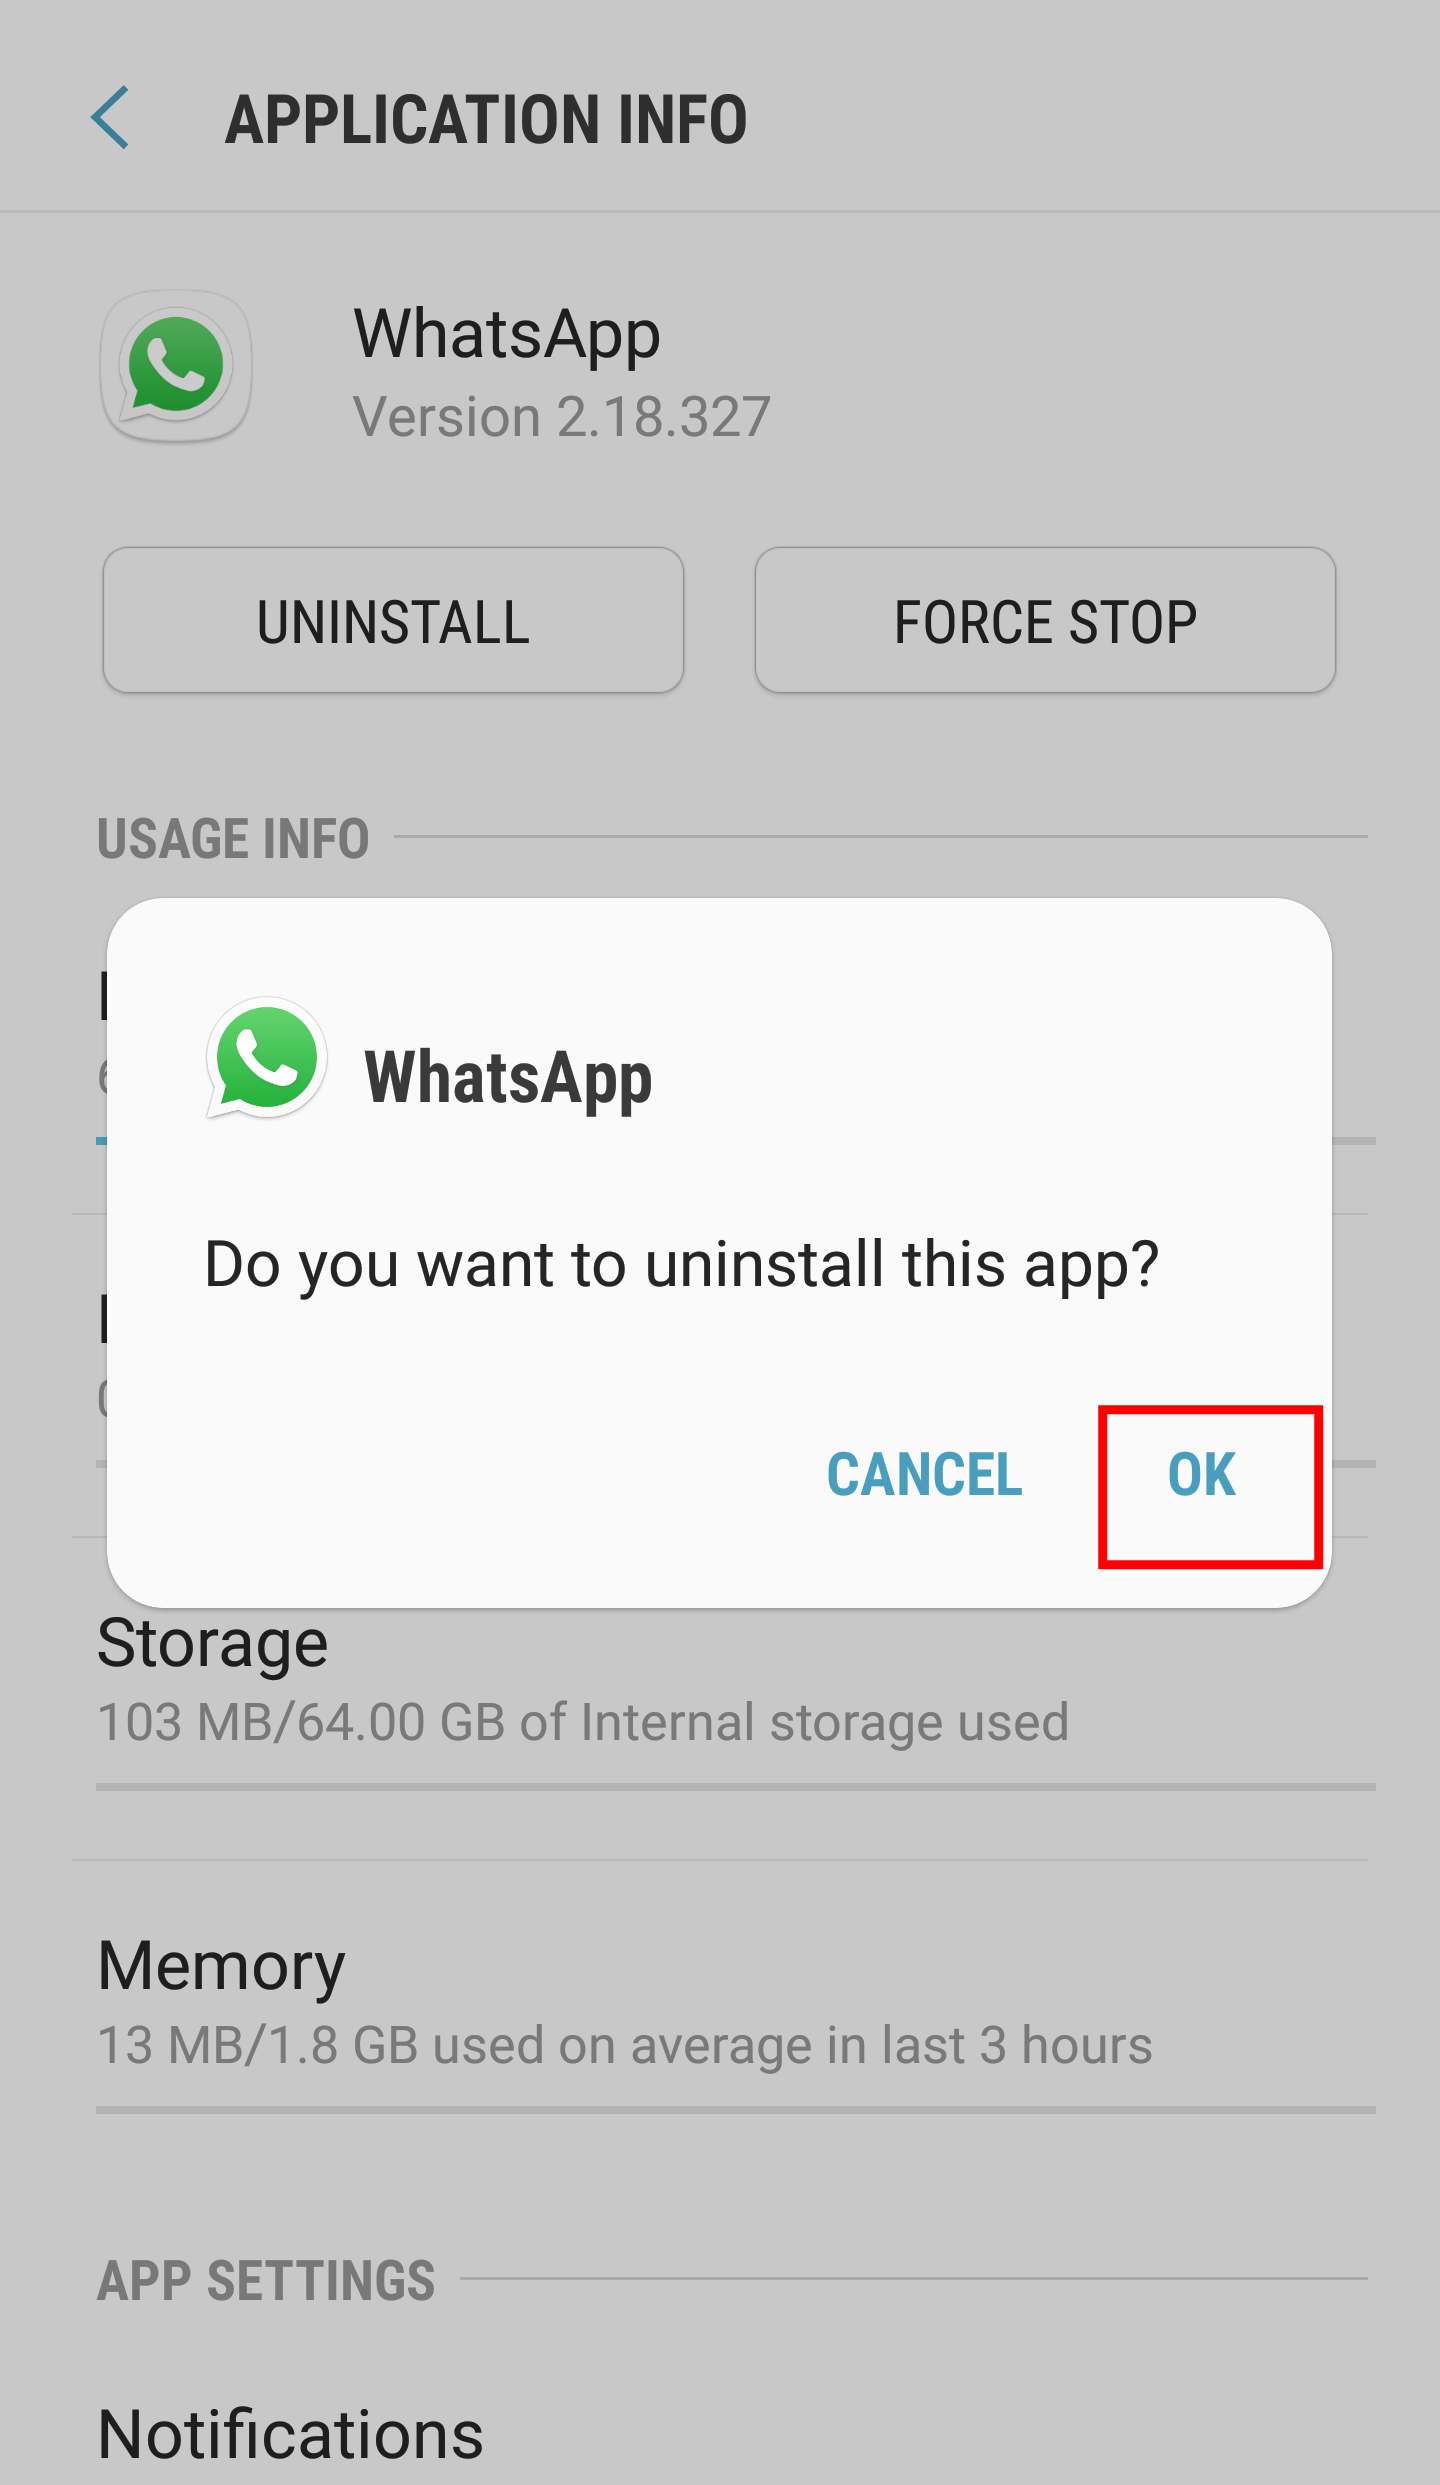 APPLICATION INFO
WhatsApp
Version 2.18.327
UNINSTALL
FORCE STOP
USAGE INFO
WhatsApp
Do you want to uninstall this app?
CANCEL
OK
Storage
103 MB/64.00 GB of Internal storage used
Memory
13 MB/1.8 GB used on average in last 3 hours
APP SETTINGS
Notifications